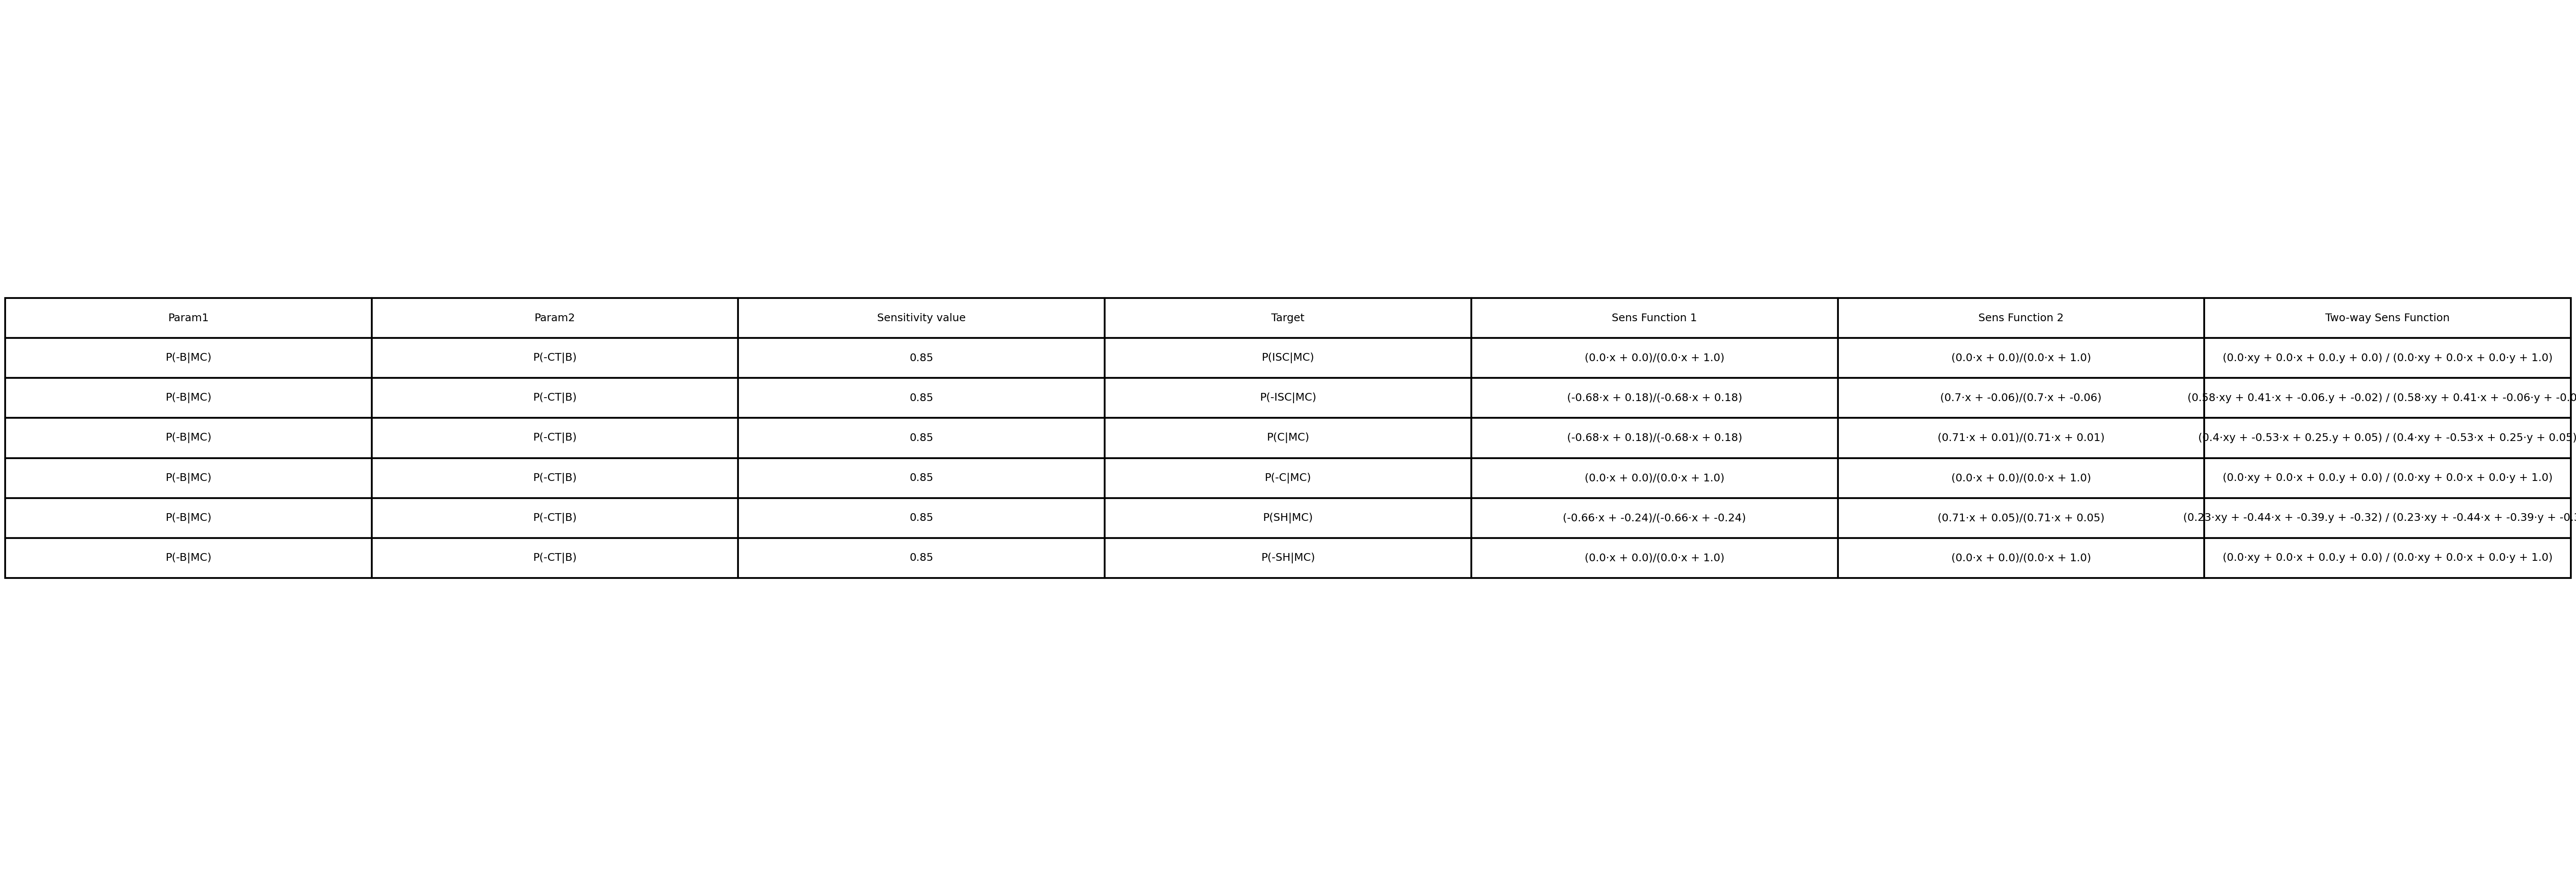 Param1 Param2 Sensitivity value Target Sens Function 1 Sens Function 2 Two-way Sens Function
P(-B|MC) P(-CT|B) 0.85 P(ISC|MC) (0.0·x + 0.0)/(0.0·x + 1.0) (0.0·x + 0.0)/(0.0·x + 1.0) (0.0·xy + 0.0·x + 0.0.y + 0.0) / (0.0·xy + 0.0·x + 0.0·y + 1.0)
P(-B|MC) P(-CT|B) 0.85 P(-ISC|MC) (-0.68·x + 0.18)/(-0.68·x + 0.18) (0.7·x + -0.06)/(0.7·x + -0.06) (0.58·xy + 0.41·x + -0.06.y + -0.02) / (0.58·xy + 0.41·x + -0.06·y +
P(-B|MC) P(-CT|B) 0.85 P(C|MC) (-0.68·x + 0.18)/(-0.68·x + 0.18) (0.71·x + 0.01)/(0.71·x + 0.01) (0.4·xy + -0.53·x + 0.25.y + 0.05) / (0.4·xy + -0.53·x + 0.25·y + 0.05)
P(-B|MC) P(-CT|B) 0.85 P(-C|MC) (0.0·x + 0.0)/(0.0·x + 1.0) (0.0·x + 0.0)/(0.0·x + 1.0) (0.0·xy + 0.0·x + 0.0.y + 0.0) / (0.0·xy + 0.0·x + 0.0·y + 1.0)
P(-B|MC) P(-CT|B) 0.85 P(SH|MC) (-0.66·x + -0.24)/(-0.66·x + -0.24) (0.71·x + 0.05)/(0.71·x + 0.05) (0.23·xy + -0.44·x + -0.39.y + -0.32) / (0.23·xy + -0.44·x + -0.39·y +
P(-B|MC) P(-CT|B) 0.85 P(-SH|MC) (0.0·x + 0.0)/(0.0·x + 1.0) (0.0·x + 0.0)/(0.0·x + 1.0) (0.0·xy + 0.0·x + 0.0.y + 0.0) / (0.0·xy + 0.0·x + 0.0·y + 1.0)